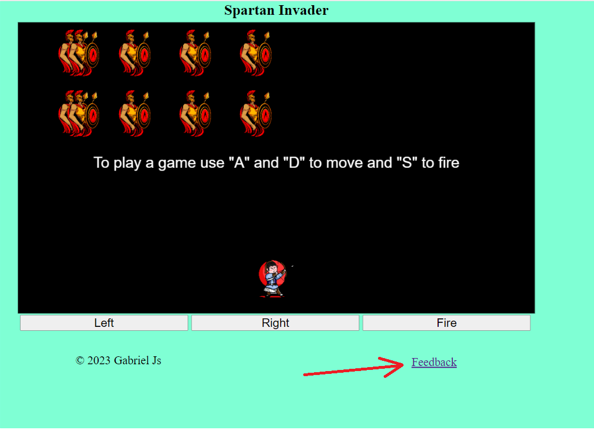 Spartan Invader
To play a game use "A" and "D" to move and "S" to fire
Left Right Fire
© 2023 Gabriel Js Feedback